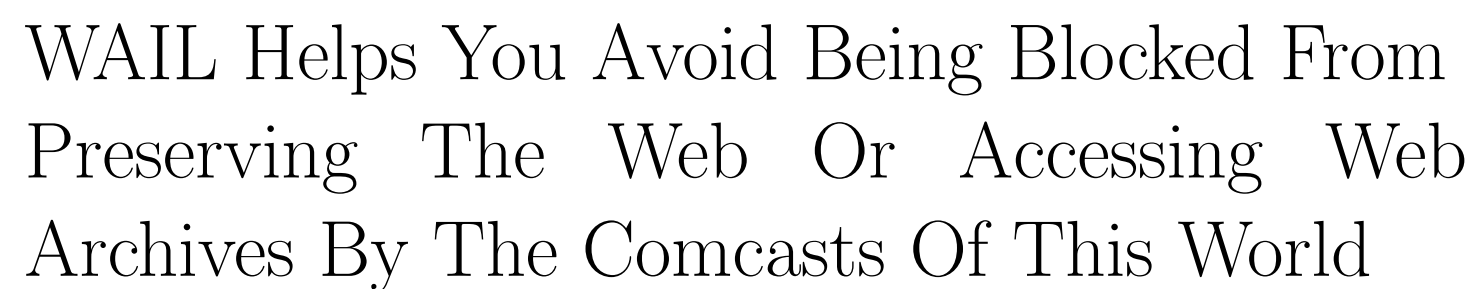 WAIL Helps You Avoid Being Blocked From
Preserving The Web Or Accessing Web
Archives By The Comcasts Of This World